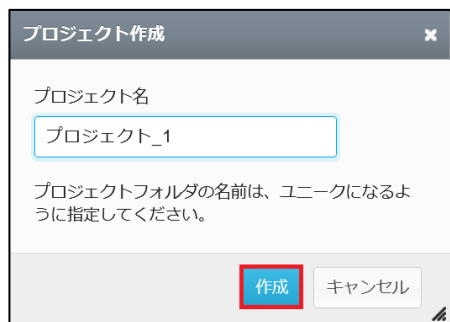 プロジェクト作成
プロジェクト名
プロジェクト_1
プロジェクトフォルダの名前は、ユニークになるよ
うに指定してください。
作成 キャンセル